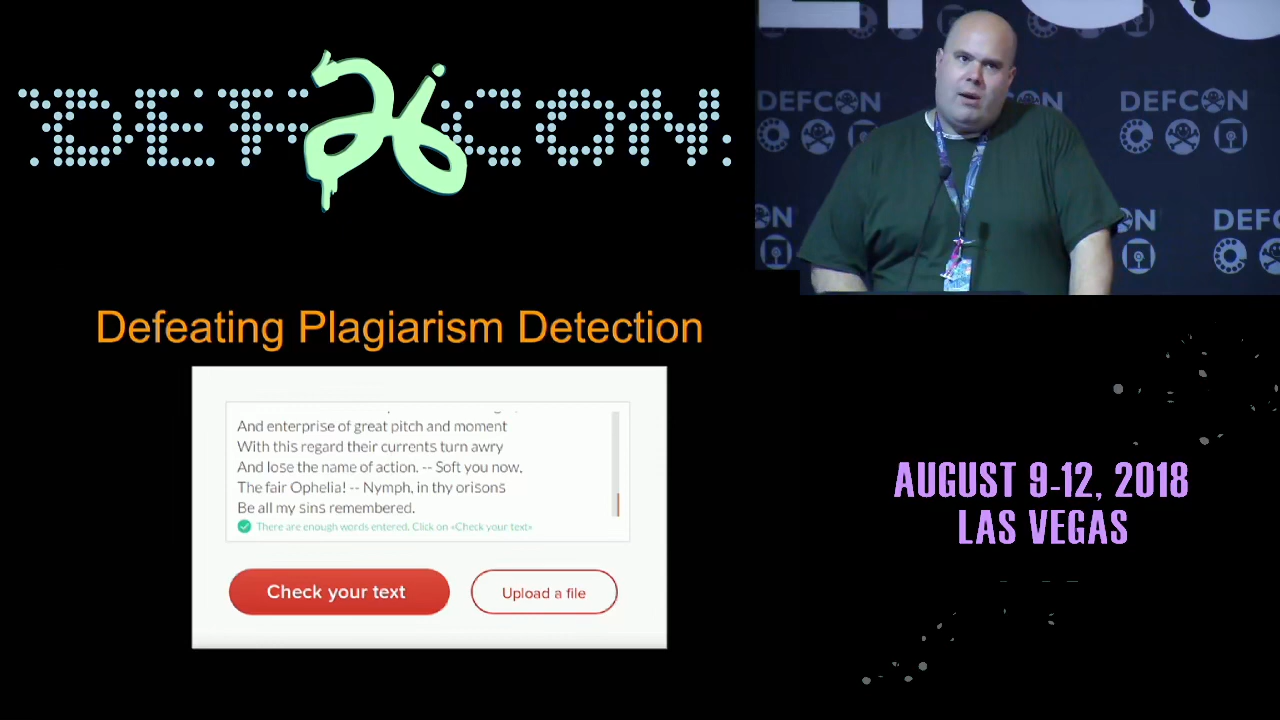 DEFCON 26
DEFCON
DEFCON
DEFCON
Defeating Plagiarism Detection
And enterprise of great pitch and moment
With this regard their currents turn awry
And lose the name of action. -- Soft you now,
The fair Ophelia! -- Nymph, in thy orisons
Be all my sins remembered.
There are enough words entered. Click on «Check your text»
Check your text
Upload a file
AUGUST 9-12, 2018
LAS VEGAS